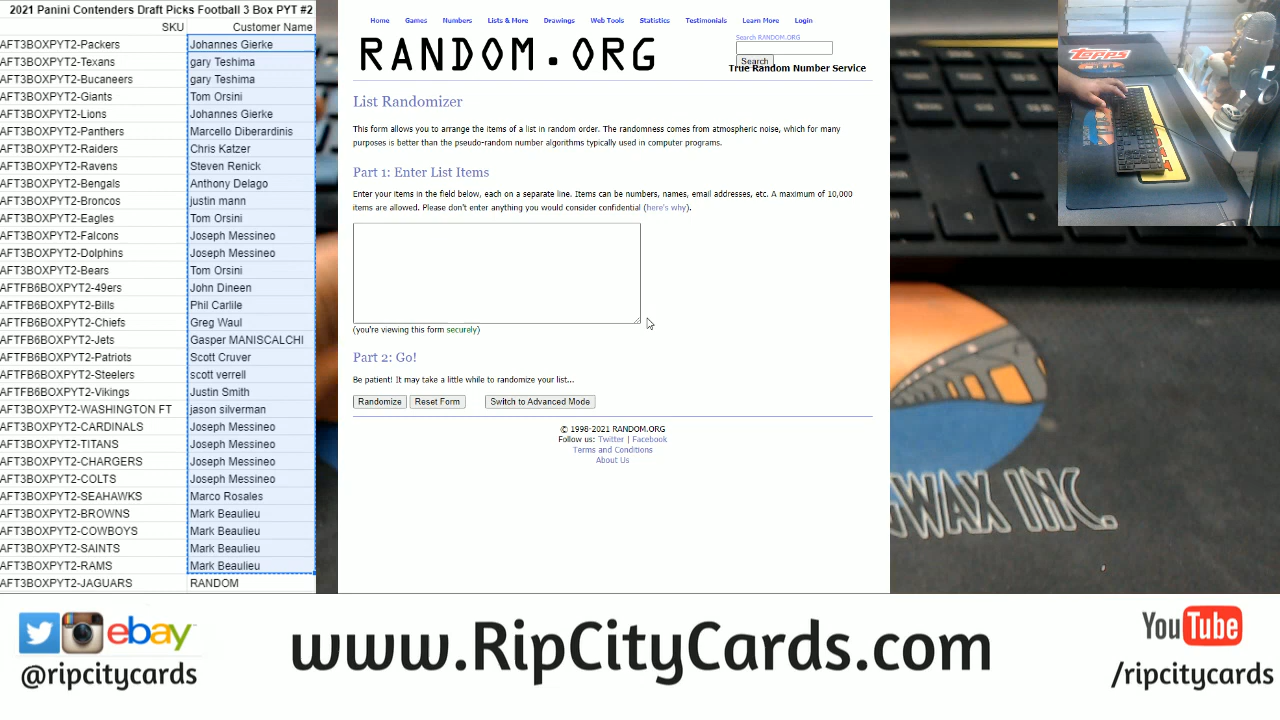 2021 Panini Contenders Draft Picks Football 3 Box PYT #2
SKU Customer Name
AFT3BOXPYT2-Packers Johannes Gierke
AFT3BOXPYT2-Texans gary Teshima
AFT3BOXPYT2-Bucaneers gary Teshima
AFT3BOXPYT2-Giants Tom Orsini
AFT3BOXPYT2-Lions Johannes Gierke
AFT3BOXPYT2-Panthers Marcello Diberardinis
AFT3BOXPYT2-Raiders Chris Katzer
AFT3BOXPYT2-Ravens Steven Renick
AFT3BOXPYT2-Bengals Anthony Delago
AFT3BOXPYT2-Broncos justin mann
AFT3BOXPYT2-Eagles Tom Orsini
AFT3BOXPYT2-Falcons Joseph Messineo
AFT3BOXPYT2-Dolphins Joseph Messineo
AFT3BOXPYT2-Bears Tom Orsini
AFTFB6BOXPYT2-49ers John Dineen
AFTFB6BOXPYT2-Bills Phil Carlile
AFTFB6BOXPYT2-Chiefs Greg Waul
AFTFB6BOXPYT2-Jets Gasper MANISCALCHI
AFTFB6BOXPYT2-Patriots Scott Cruver
AFTFB6BOXPYT2-Steelers scott verrell
AFTFB6BOXPYT2-Vikings Justin Smith
AFT3BOXPYT2-WASHINGTON FT jason silverman
AFT3BOXPYT2-CARDINALS Joseph Messineo
AFT3BOXPYT2-TITANS Joseph Messineo
AFT3BOXPYT2-CHARGERS Joseph Messineo
AFT3BOXPYT2-COLTS Joseph Messineo
AFT3BOXPYT2-SEAHAWKS Marco Rosales
AFT3BOXPYT2-BROWNS Mark Beaulieu
AFT3BOXPYT2-COWBOYS Mark Beaulieu
AFT3BOXPYT2-SAINTS Mark Beaulieu
AFT3BOXPYT2-RAMS Mark Beaulieu
AFT3BOXPYT2-JAGUARS RANDOM
Home Games Numbers Lists & More Drawings Web Tools Statistics Testimonials Learn More Login
RANDOM.ORG
Search RANDOM.ORG
Search
True Random Number Service
List Randomizer
This form allows you to arrange the items of a list in random order. The randomness comes from atmospheric noise, which for many
purposes is better than the pseudo-random number algorithms typically used in computer programs.
Part 1: Enter List Items
Enter your items in the field below, each on a separate line. Items can be numbers, names, email addresses, etc. A maximum of 10,000
items are allowed. Please don't enter anything you would consider confidential (here's why).
(you're viewing this form securely)
Part 2: Go!
Be patient! It may take a little while to randomize your list...
Randomize Reset Form Switch to Advanced Mode
© 1998-2021 RANDOM.ORG
Follow us: Twitter | Facebook
Terms and Conditions
About Us
TOPPS
WAX INC.
ebay
@ripcitycards
www.RipCityCards.com
You Tube
/ripcitycards